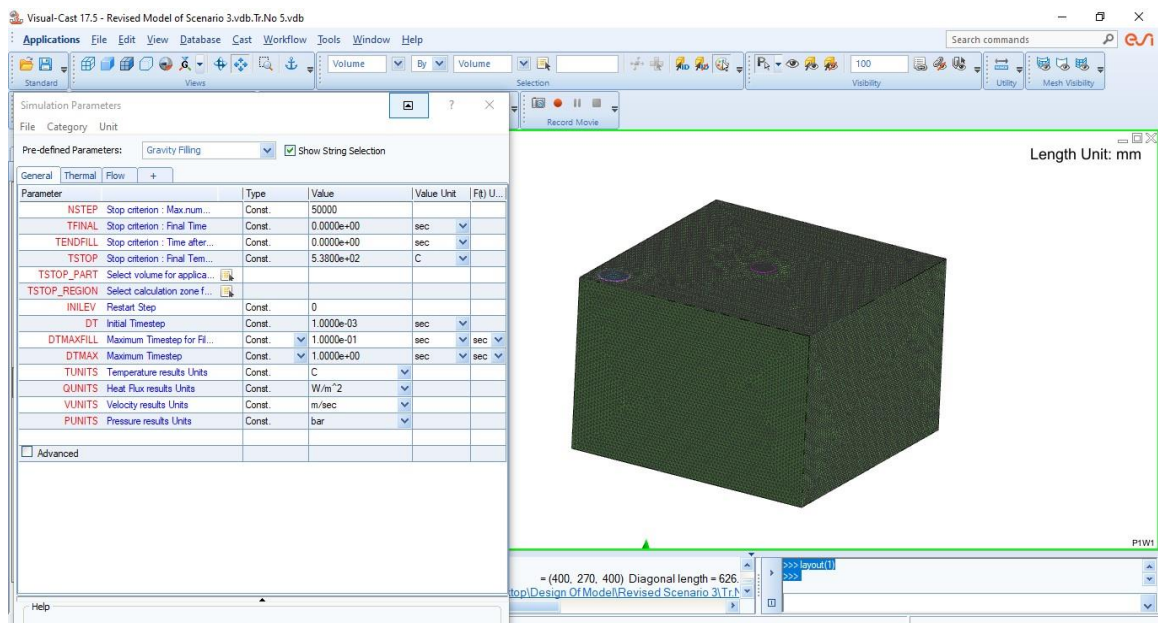 Visual-Cast 17.5 - Revised Model of Scenario 3.vdb.Tr.No 5.vdb
Applications File Edit View Database Cast Workflow Tools Window Help
Search commands
esi
Volume By Volume
100
Standard Views Selection Visibility Utility Mesh Visibility
Simulation Parameters ?
File Category Unit
Record Movie
Pre-defined Parameters: Gravity Filling Show String Selection
Length Unit: mm
General Thermal Flow +
Parameter Type Value Value Unit F(t) U...
NSTEP Stop criterion : Max.num... Const. 50000
TFINAL Stop criterion : Final Time Const. 0.0000e+00 sec
TENDFILL Stop criterion : Time after... Const. 0.0000e+00 sec
TSTOP Stop criterion : Final Tem... Const. 5.3800e+02 C
TSTOP_PART Select volume for applica...
TSTOP_REGION Select calculation zone f...
INILEV Restart Step Const. 0
DT Initial Timestep Const. 1.0000e-03 sec
DTMAXFILL Maximum Timestep for Fil... Const. 1.0000e-01 sec sec
DTMAX Maximum Timestep Const. 1.0000e+00 sec sec
TUNITS Temperature results Units Const. C
QUNITS Heat Flux results Units Const. W/m^2
VUNITS Velocity results Units Const. m/sec
PUNITS Pressure results Units Const. bar
Advanced
P1W1
= (400, 270, 400) Diagonal length = 626.
top\Design Of Model\Revised Scenario 3\Tr.N
>>> layout(1)
>>>
Help